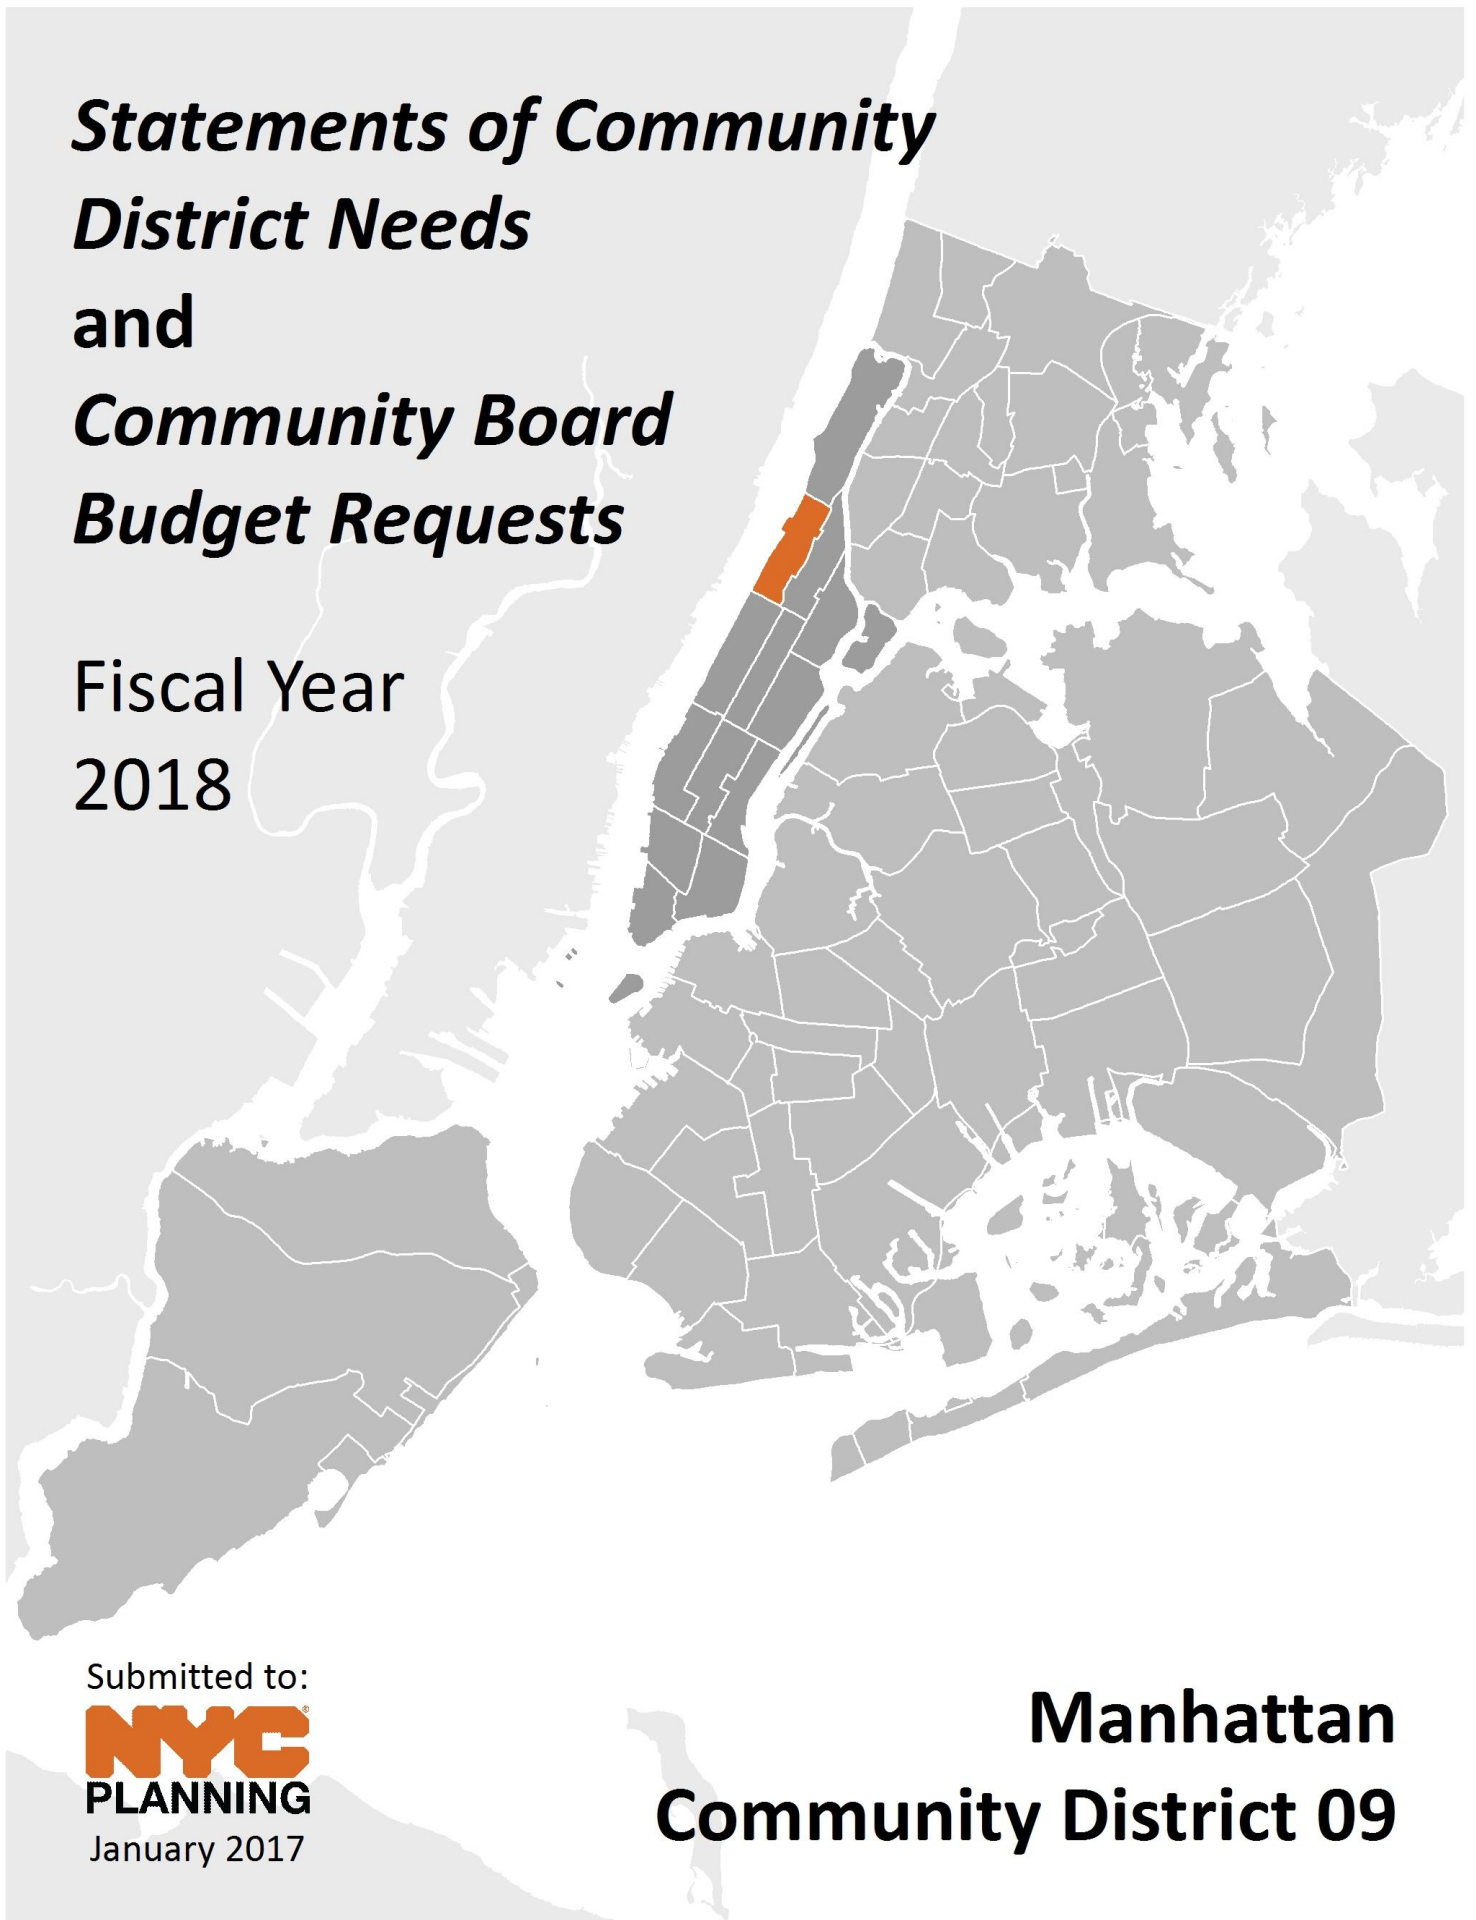 Statements of Community
District Needs
and
Community Board
Budget Requests
Fiscal Year
2018
Submitted to:
NYC®
PLANNING
January 2017
Manhattan
Community District 09